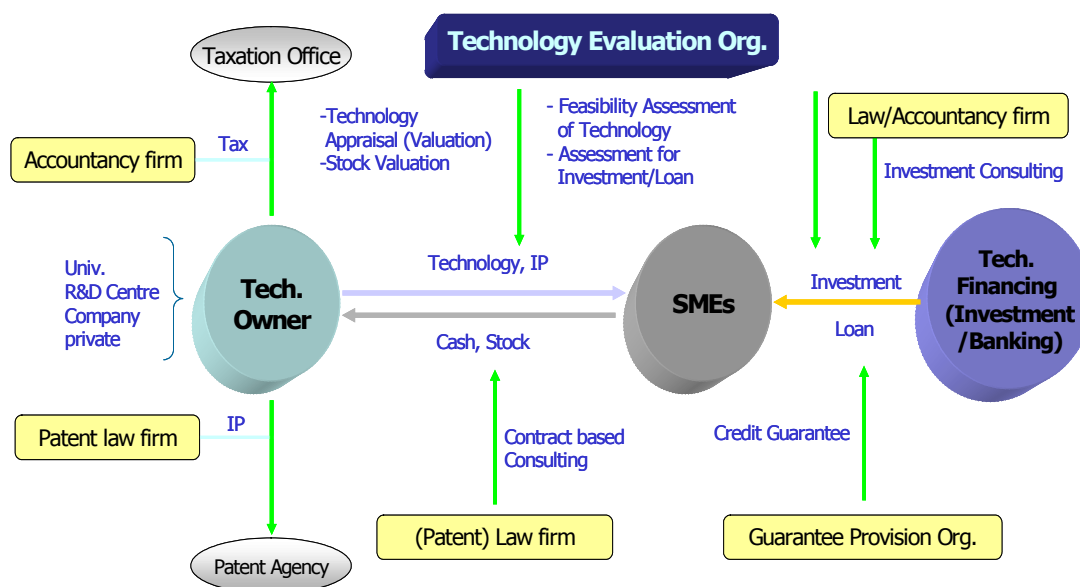 Technology Evaluation Org.
Taxation Office
-Technology
Appraisal (Valuation)
-Stock Valuation
- Feasibility Assessment
of Technology
- Assessment for
Investment/Loan
Law/Accountancy firm
Accountancy firm
Tax
Investment Consulting
Univ.
R&D Centre
Company
private
Tech.
Owner
Technology, IP
Cash, Stock
SMEs
Investment
Loan
Tech.
Financing
(Investment
/Banking)
Patent law firm
IP
Contract based
Consulting
Credit Guarantee
(Patent) Law firm
Guarantee Provision Org.
Patent Agency